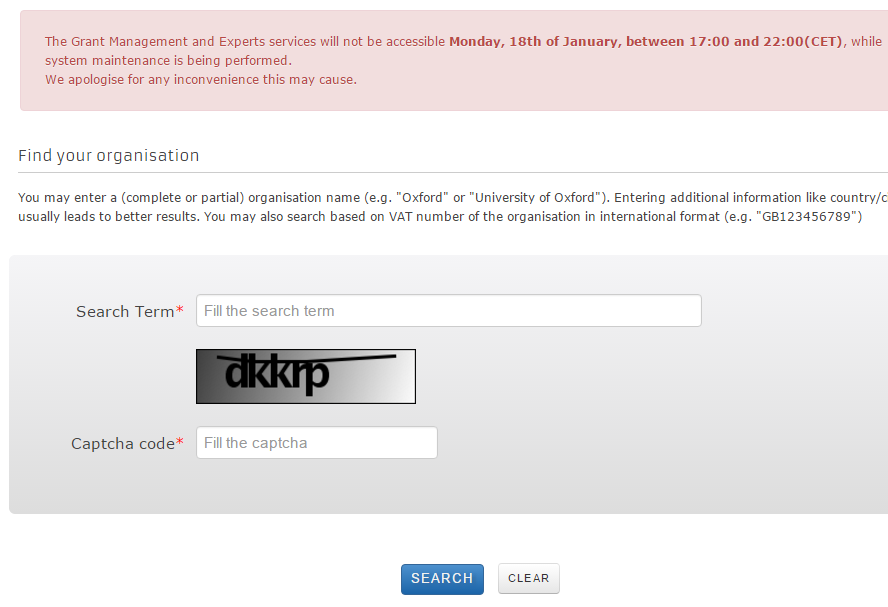 The Grant Management and Experts services will not be accessible Monday, 18th of January, between 17:00 and 22:00(CET), while
system maintenance is being performed.
We apologise for any inconvenience this may cause.
Find your organisation
You may enter a (complete or partial) organisation name (e.g. "Oxford" or "University of Oxford"). Entering additional information like country/ci
usually leads to better results. You may also search based on VAT number of the organisation in international format (e.g. "GB123456789")
Search Term* Fill the search term
dkkrp
Captcha code* Fill the captcha
SEARCH CLEAR